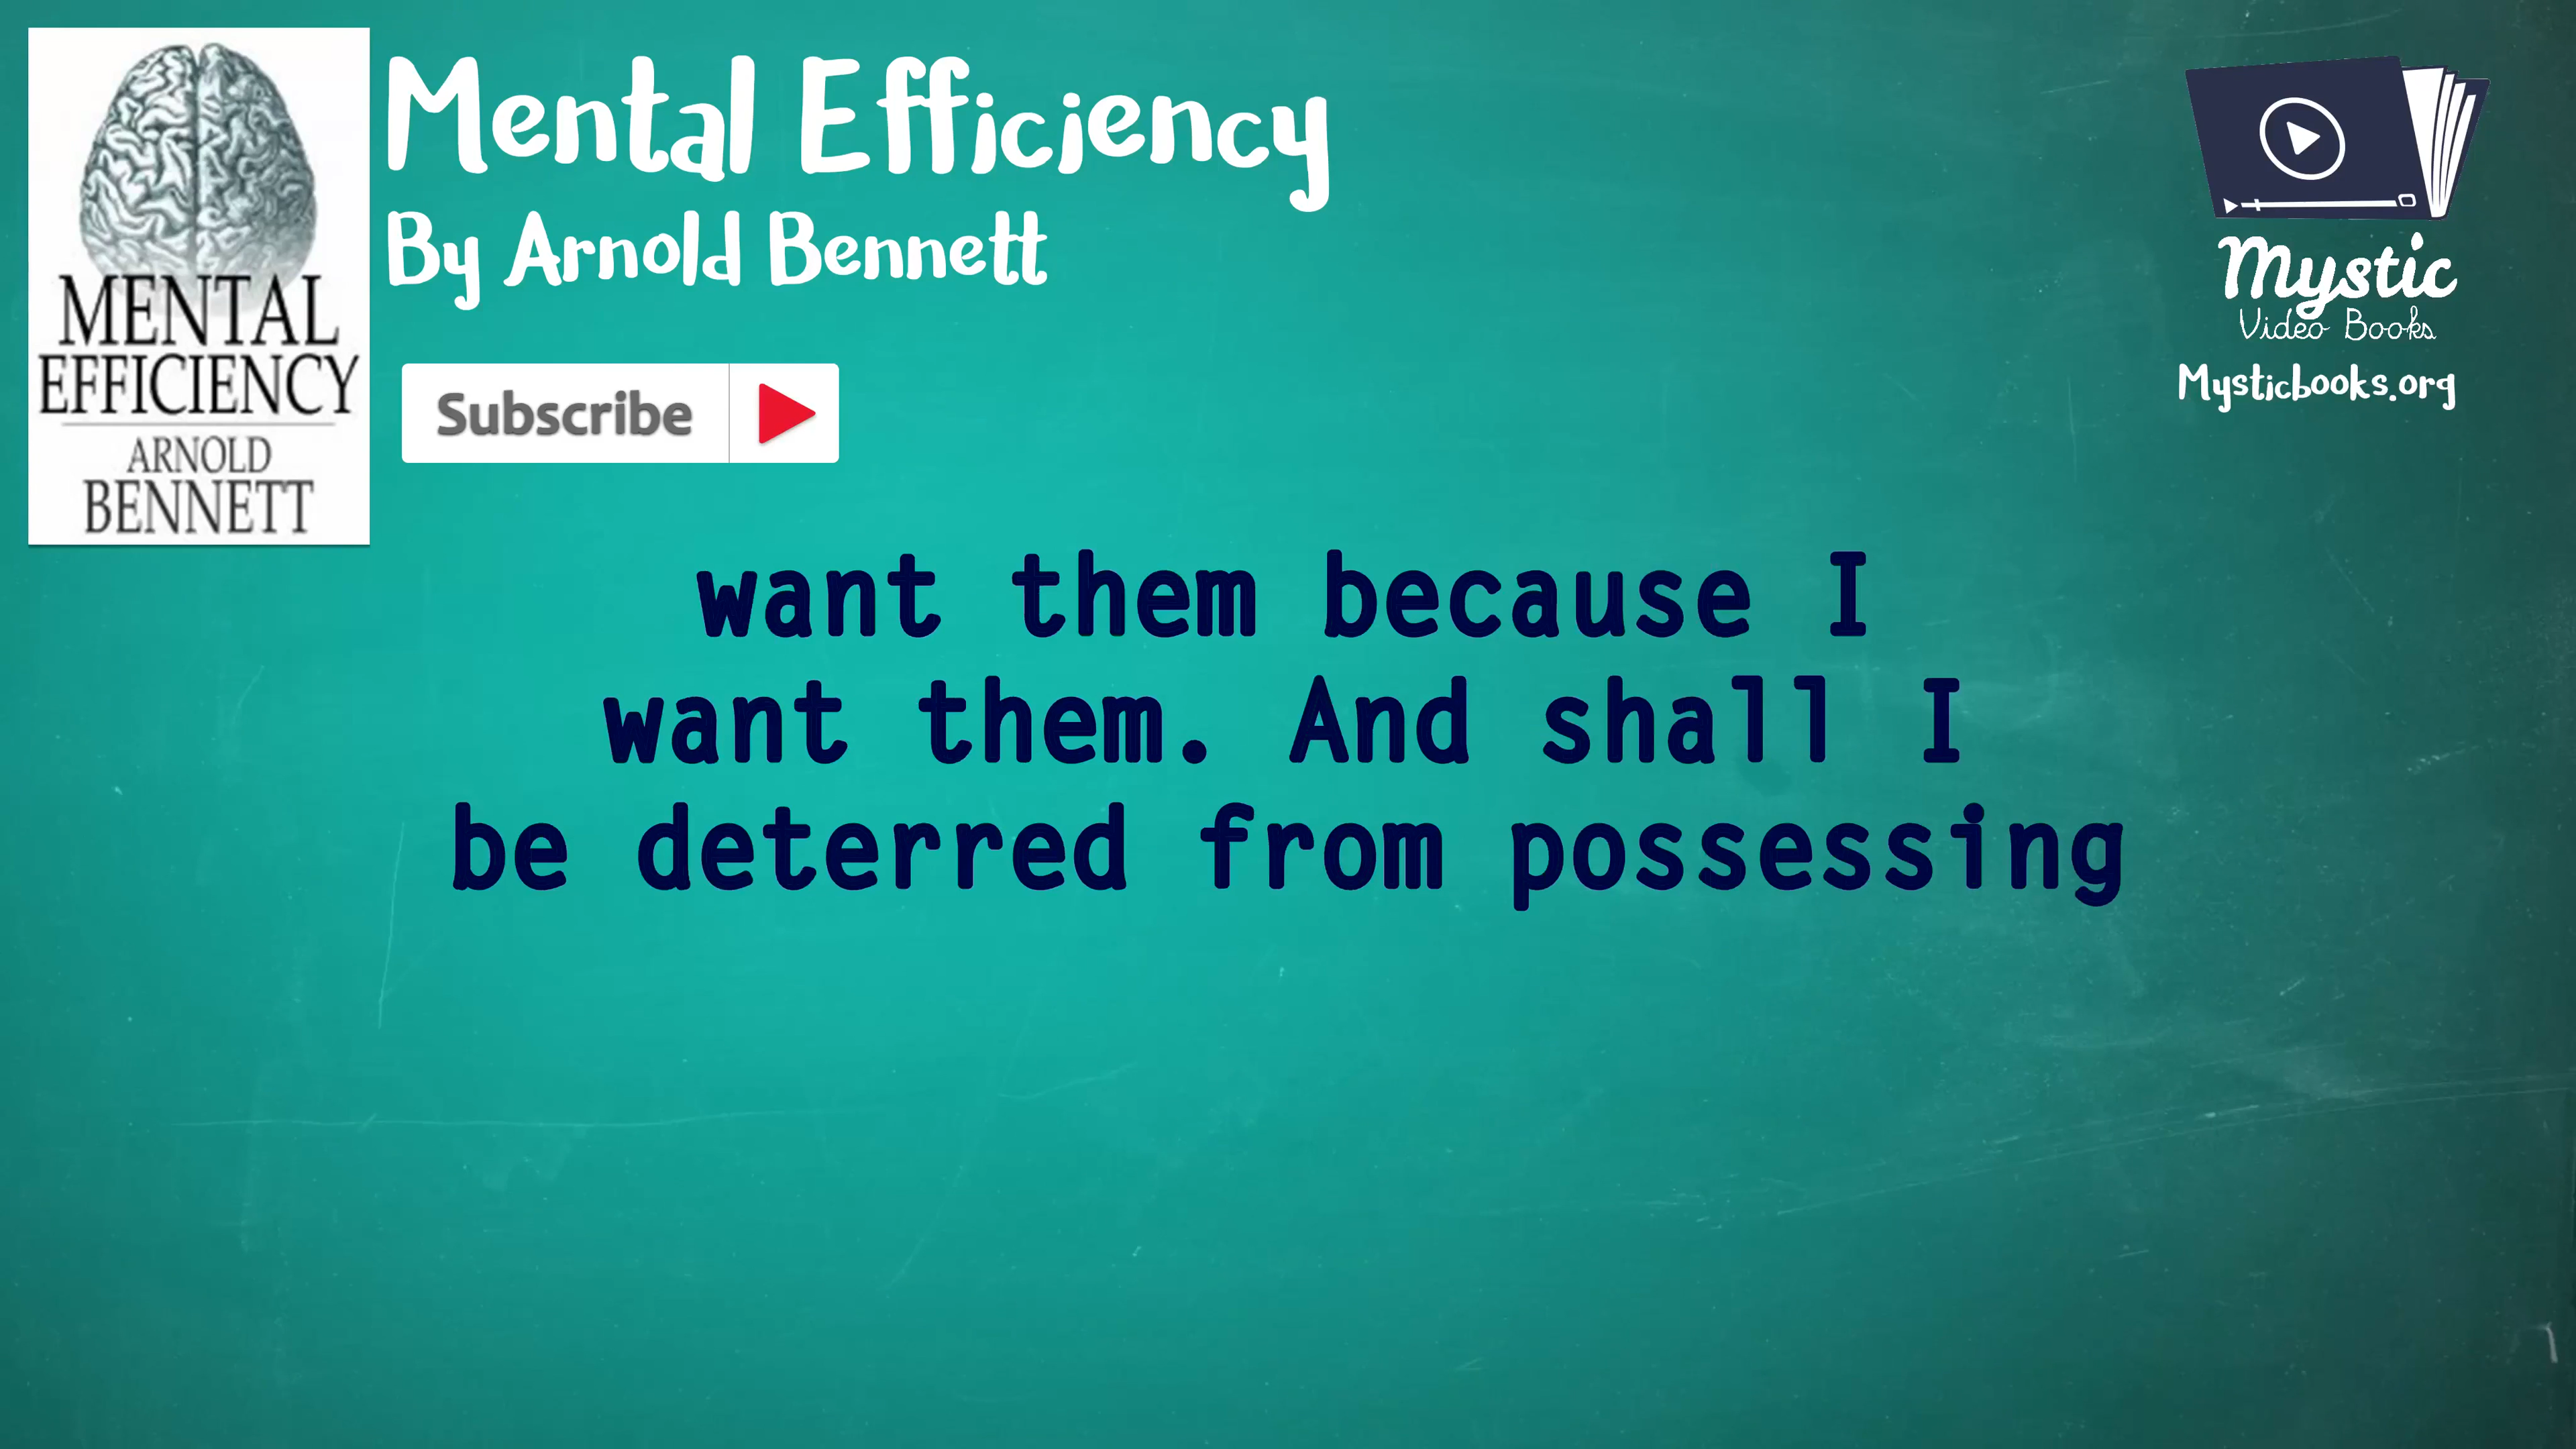 MENTAL
EFFICIENCY
ARNOLD
BENNETT
Mental Efficiency
By Arnold Bennett
Subscribe
Mystic
Video Books
Mysticbooks.org
want them because I
want them. And shall I
be deterred from possessing